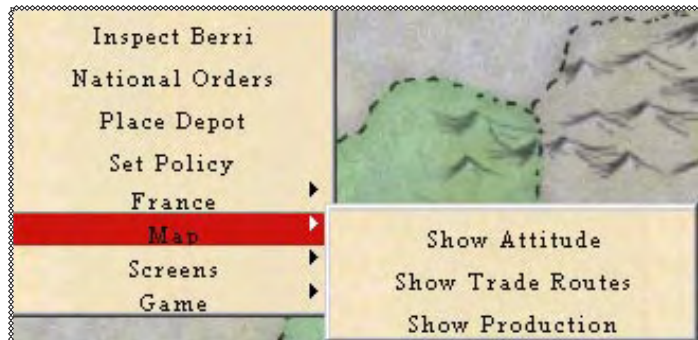 Inspect Berri
National Orders
Place Depot
Set Policy
France
Map
Screens
Game
Show Attitude
Show Trade Routes
Show Production